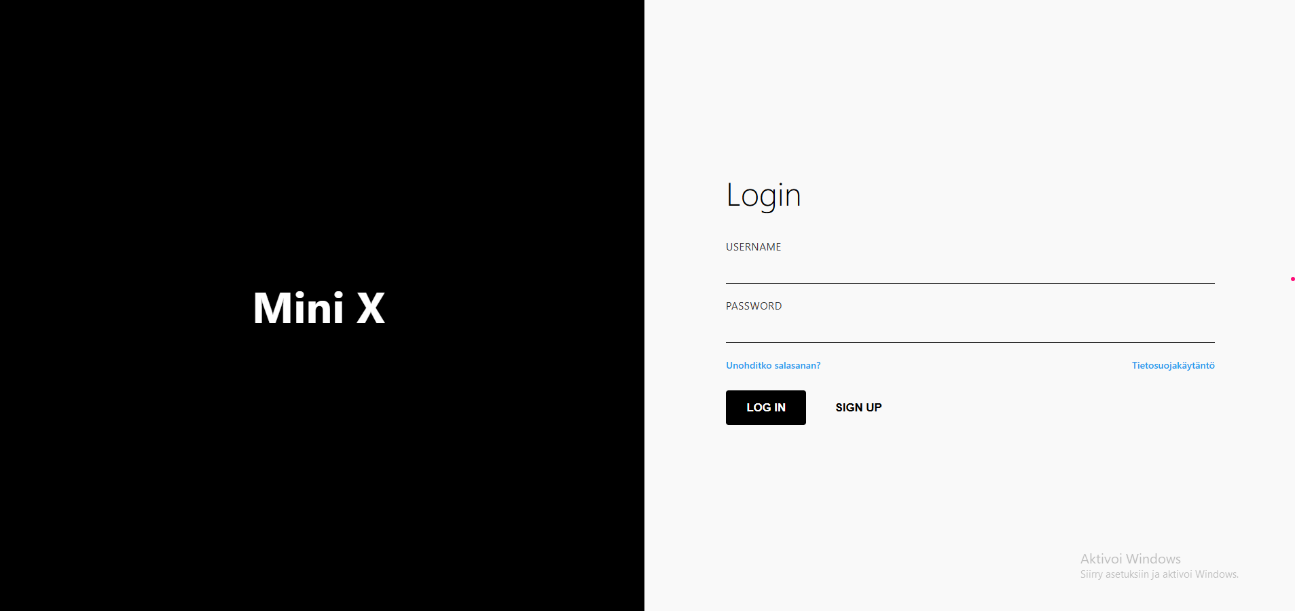 Mini X
Login
USERNAME
PASSWORD
Unohditko salasanan?
Tietosuojakäytäntö
LOG IN
SIGN UP
Aktivoi Windows
Siirry asetuksiin ja aktivoi Windows.